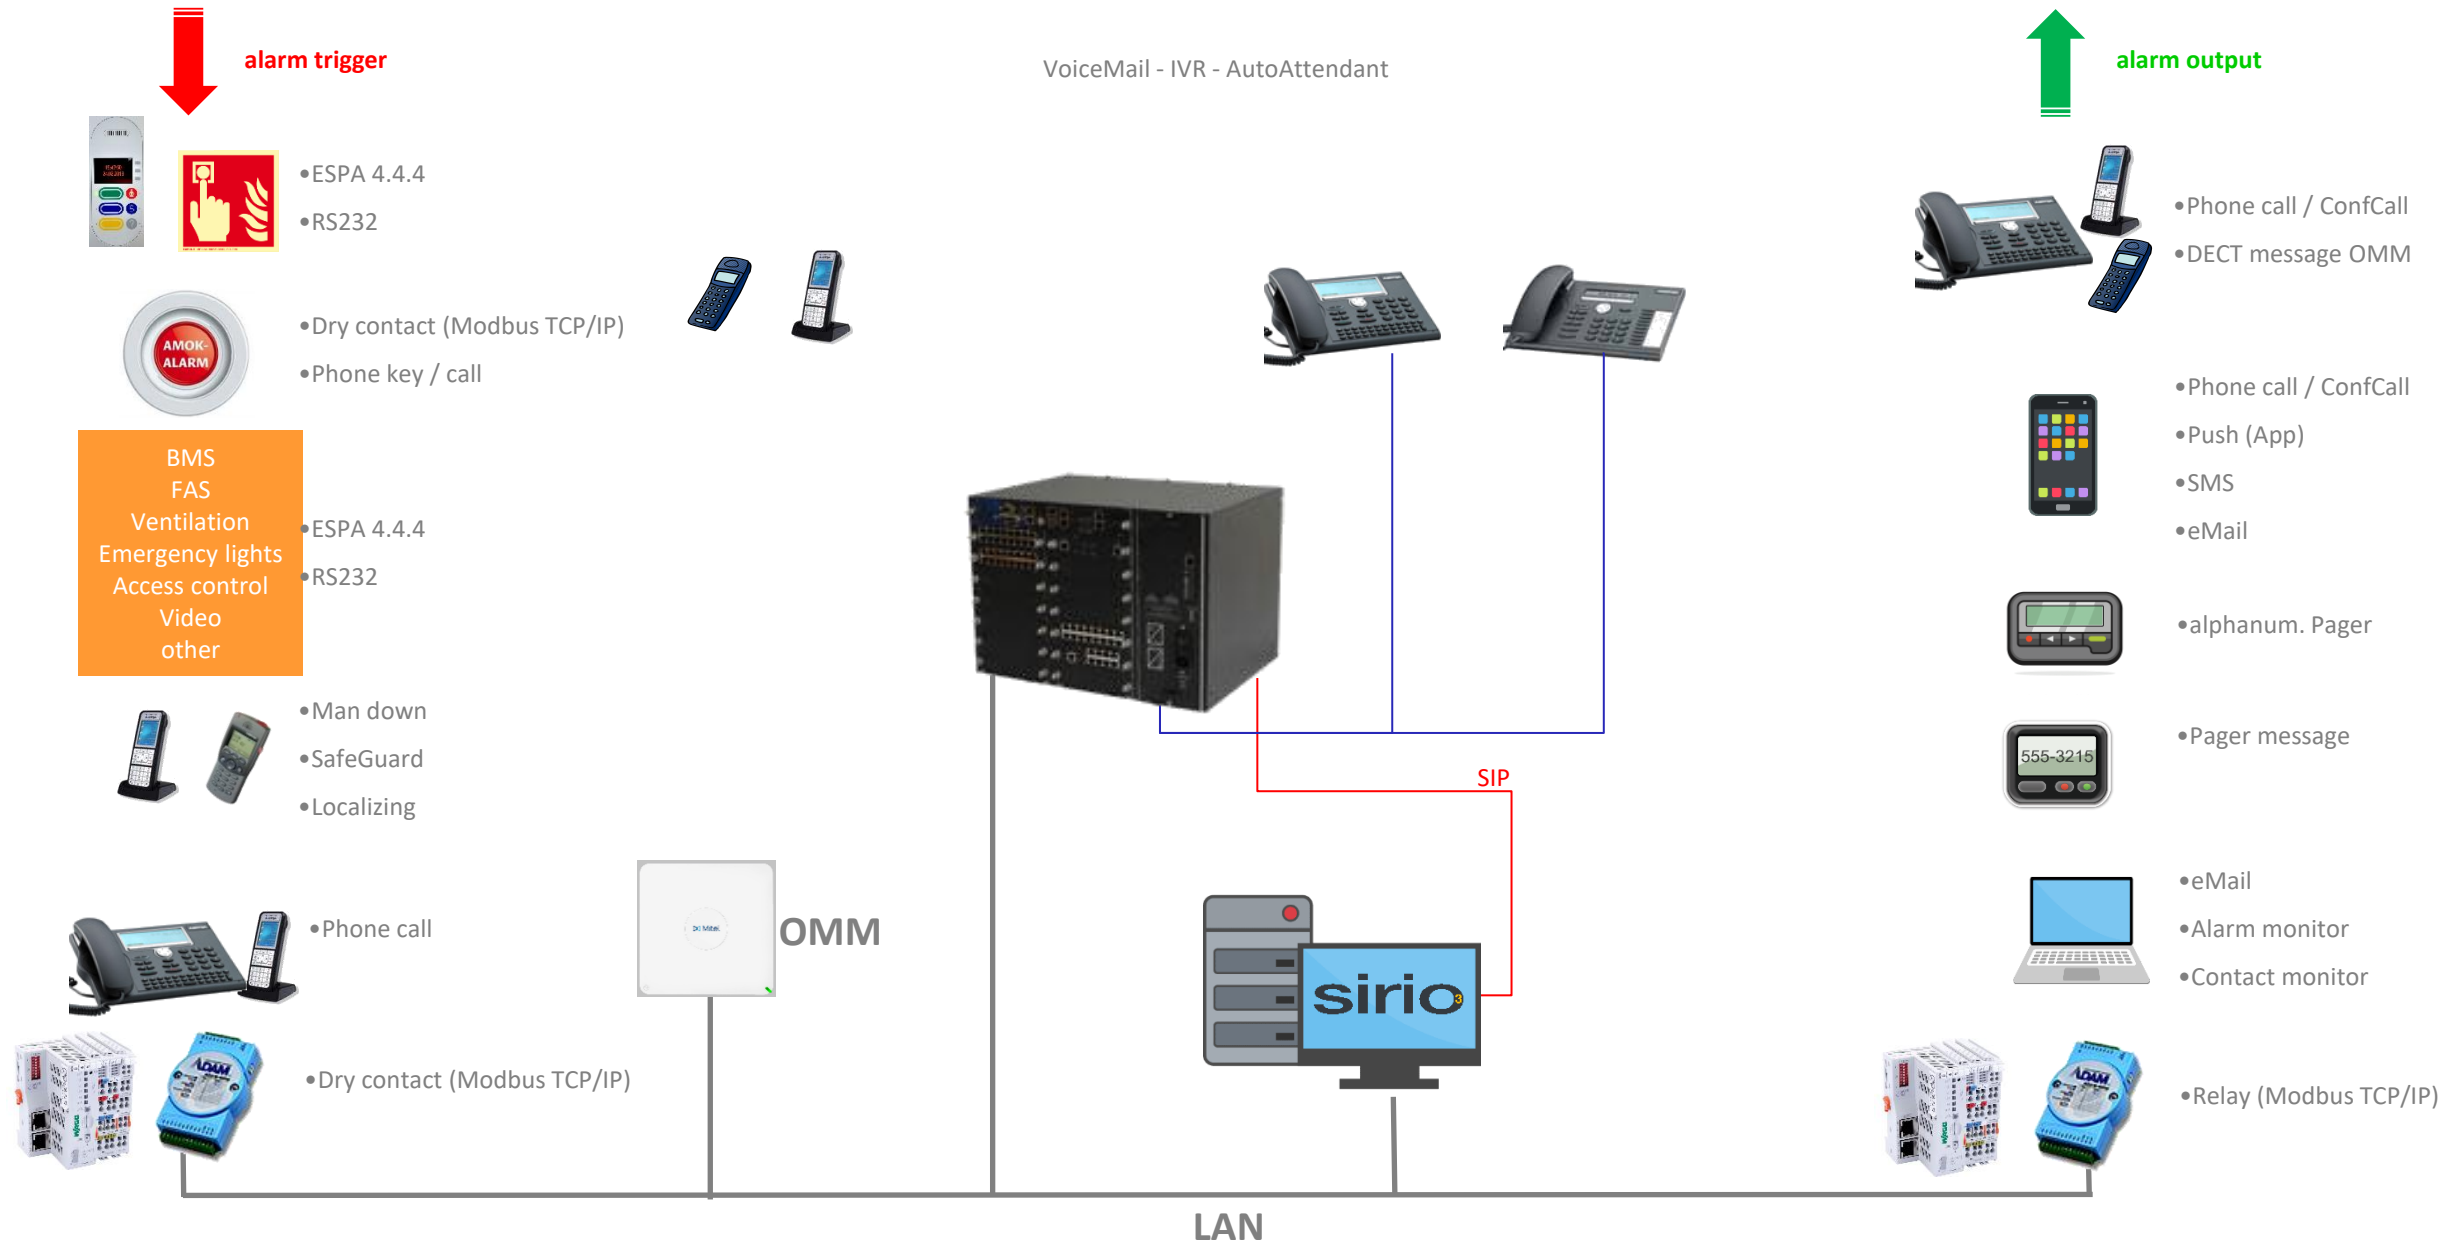 alarm trigger
VoiceMail - IVR - AutoAttendant
alarm output
•ESPA 4.4.4
•RS232
AMOK-
ALARM
•Dry contact (Modbus TCP/IP)
•Phone key / call
BMS
FAS
Ventilation
Emergency lights
Access control
Video
other
•ESPA 4.4.4
•RS232
•Man down
•SafeGuard
•Localizing
•Phone call
•Dry contact (Modbus TCP/IP)
ADAM
Mitel
OMM
SIP
sirio3
LAN
•Phone call / ConfCall
•DECT message OMM
•Phone call / ConfCall
•Push (App)
•SMS
•eMail
•alphanum. Pager
555-3215
•Pager message
•eMail
•Alarm monitor
•Contact monitor
ADAM
•Relay (Modbus TCP/IP)